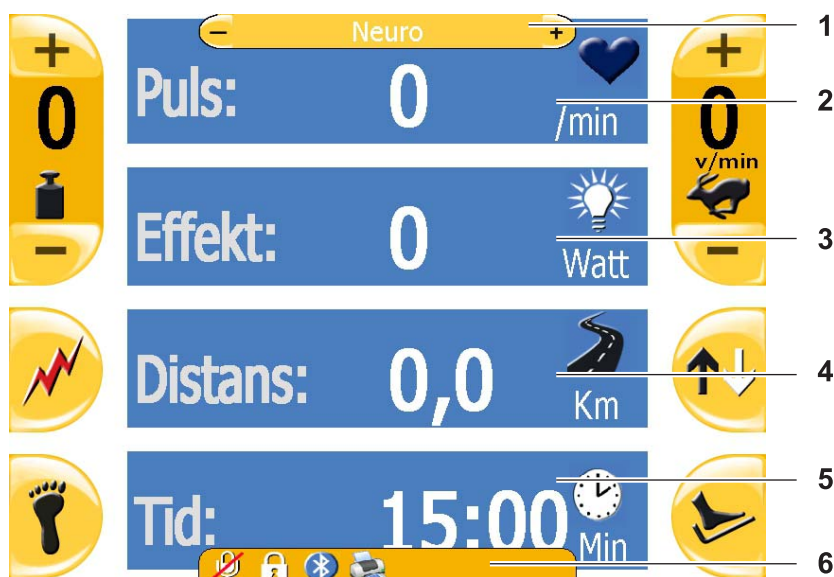 − Neuro + 1
+ Puls: 0 /min 2 +
0 0
v/min
− Effekt: 0 Watt 3 −
Distans: 0,0 Km 4
Tid: 15:00 Min 5
6